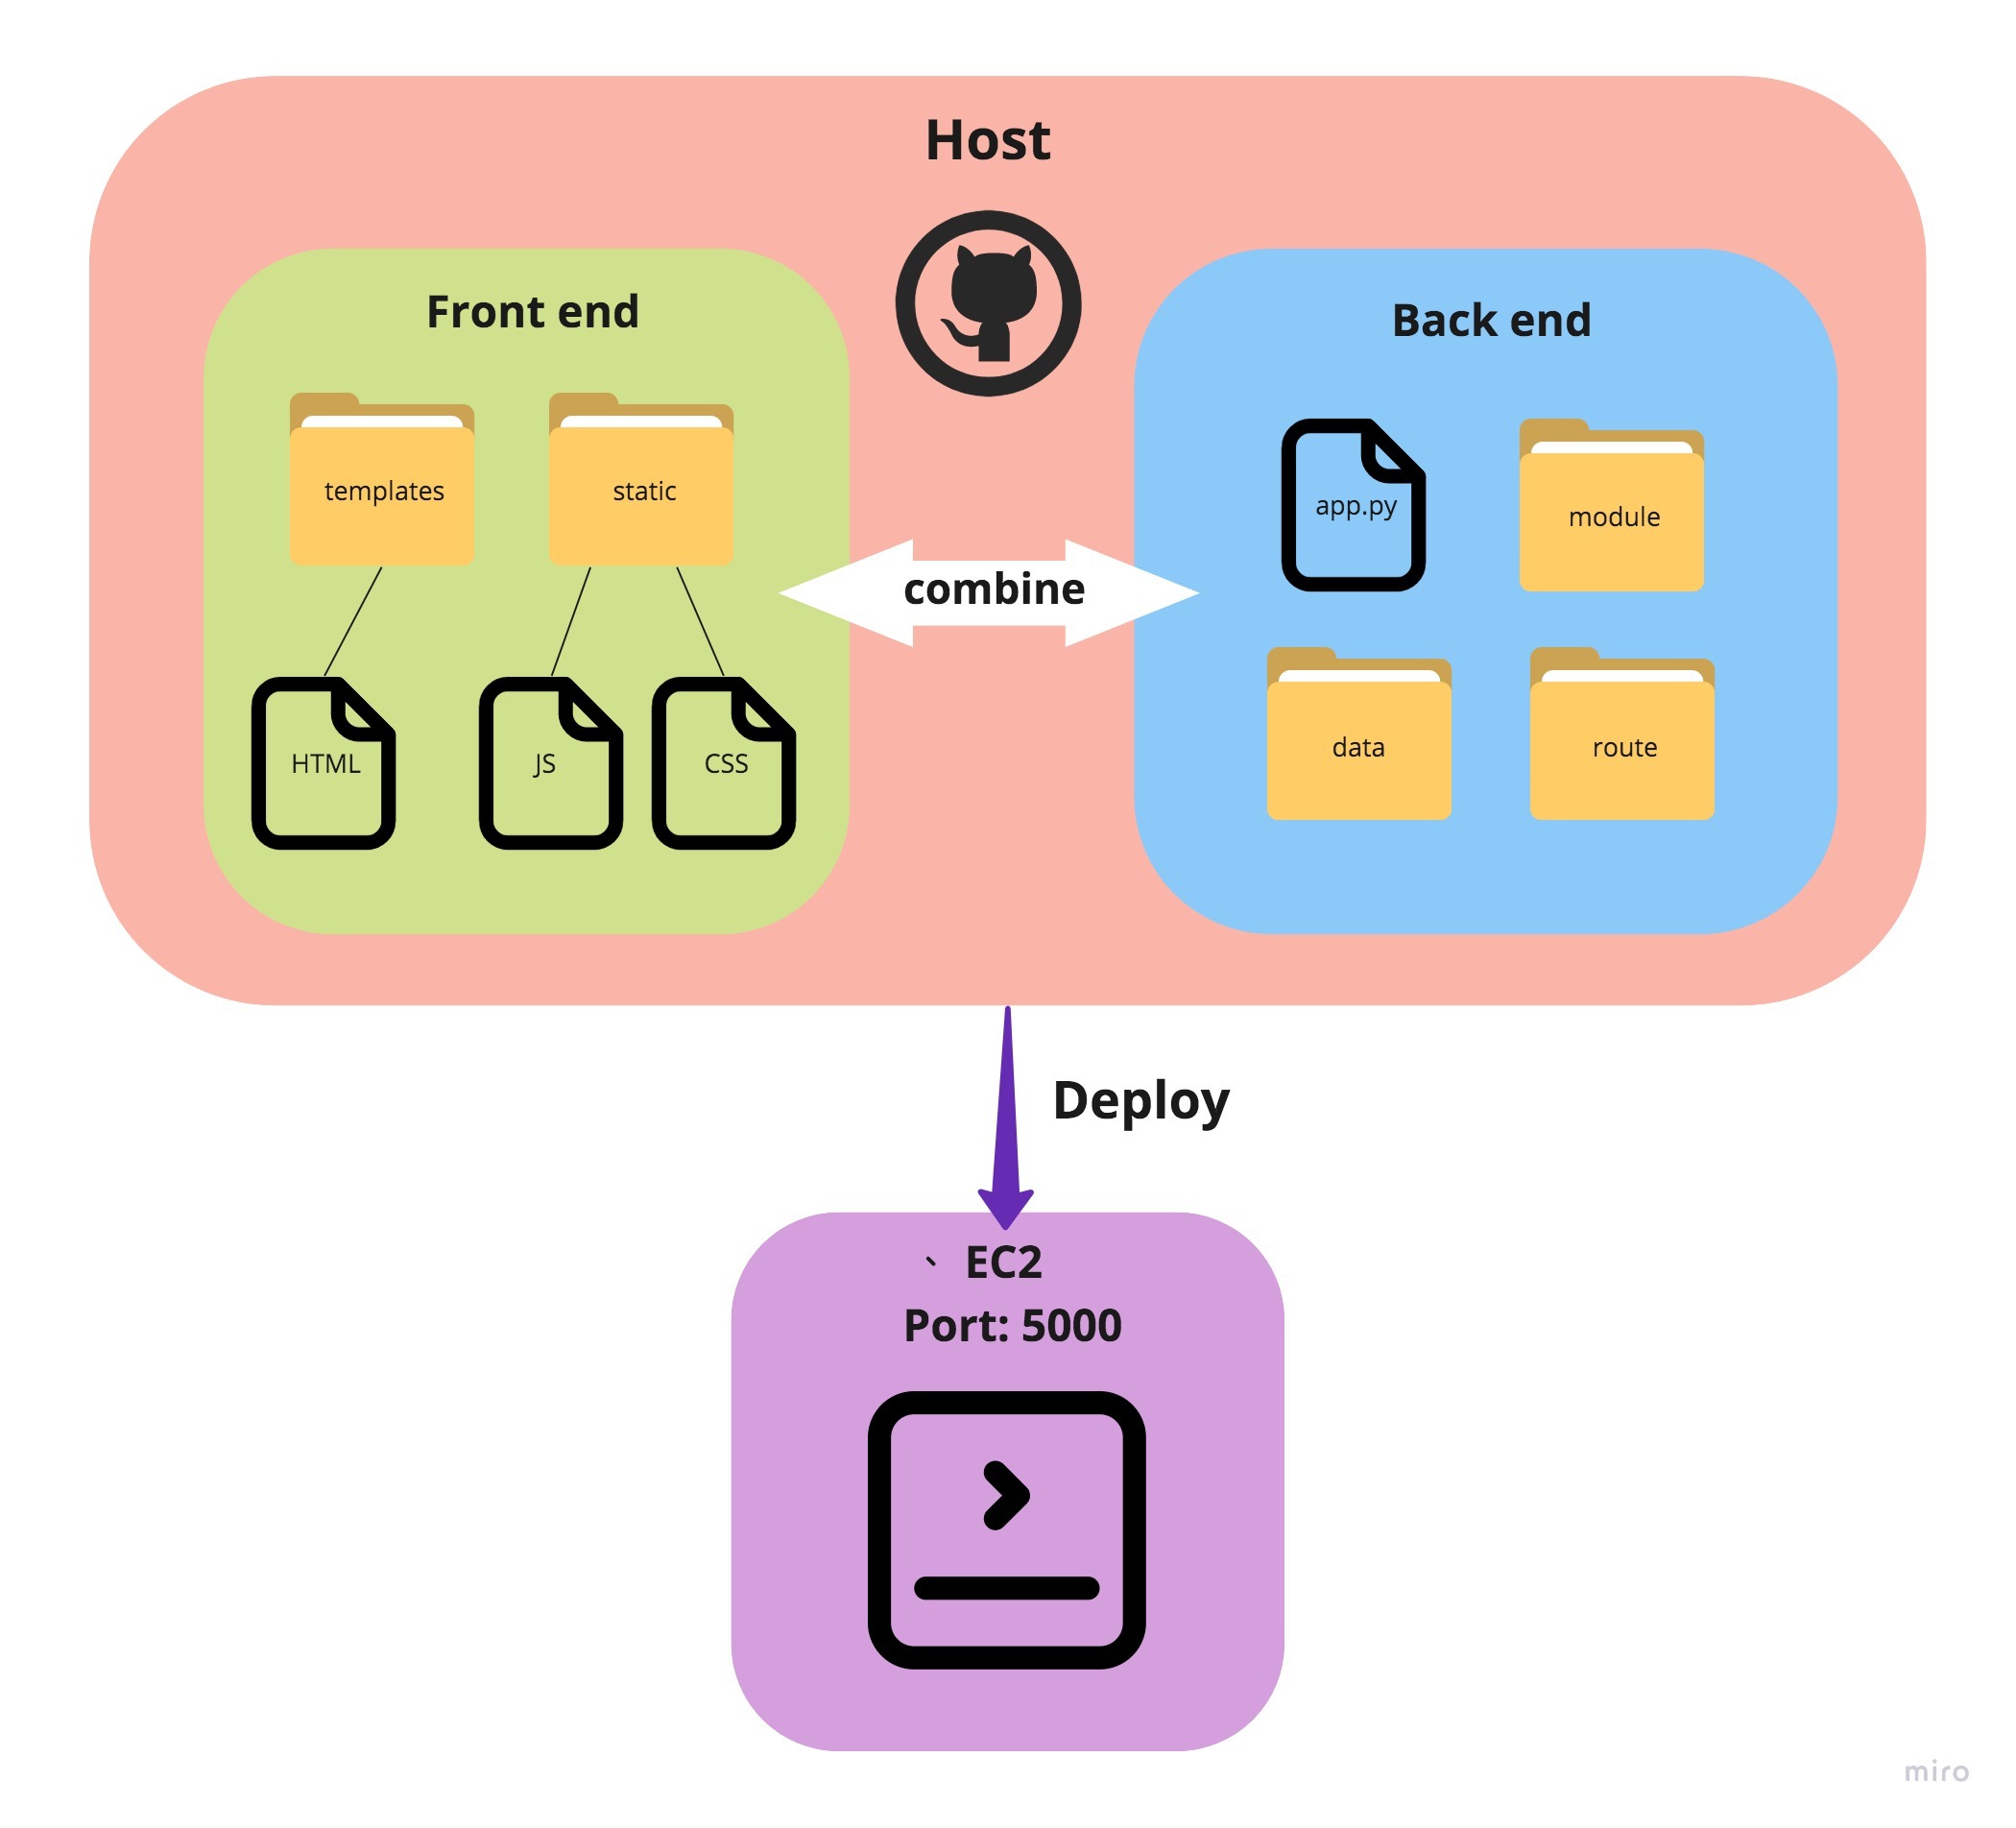 Host
Front end
templates
static
HTML
JS
CSS
combine
Back end
app.py
module
data
route
Deploy
` EC2
Port: 5000
miro